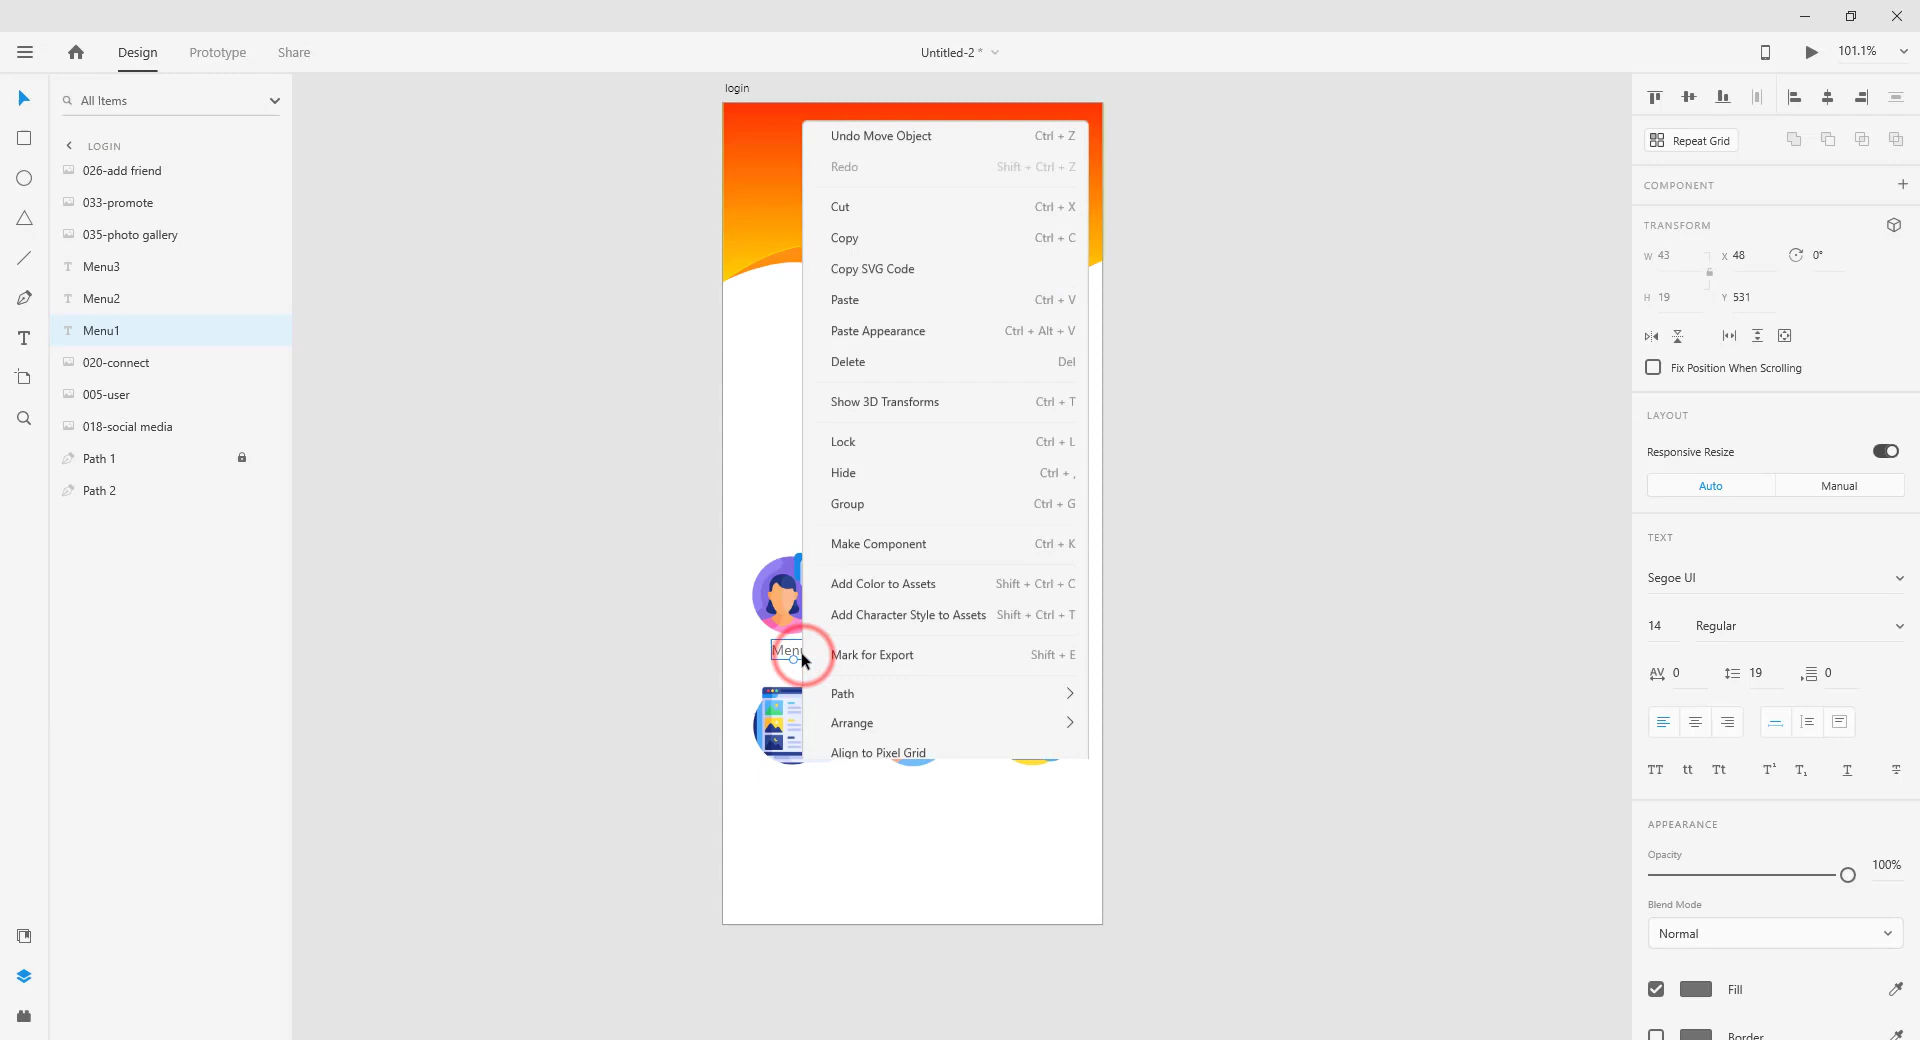 Design
Prototype
Share
Untitled-2 *
101.1%
All Items
LOGIN
026-add friend
033-promote
035-photo gallery
Menu3
Menu2
Menu1
020-connect
005-user
018-social media
Path 1
Path 2
login
Undo Move Object Ctrl + Z
Redo Shift + Ctrl + Z
Cut Ctrl + X
Copy Ctrl + C
Copy SVG Code
Paste Ctrl + V
Paste Appearance Ctrl + Alt + V
Delete Del
Show 3D Transforms Ctrl + T
Lock Ctrl + L
Hide Ctrl + ,
Group Ctrl + G
Make Component Ctrl + K
Add Color to Assets Shift + Ctrl + C
Add Character Style to Assets Shift + Ctrl + T
Mark for Export Shift + E
Path
Arrange
Align to Pixel Grid
Repeat Grid
COMPONENT
TRANSFORM
W 43 X 48 0°
H 19 Y 531
Fix Position When Scrolling
LAYOUT
Responsive Resize
Auto Manual
TEXT
Segoe UI
14 Regular
AV 0 19 0
TT tt Tt T¹ T, T T
APPEARANCE
Opacity
100%
Blend Mode
Normal
Fill
Border